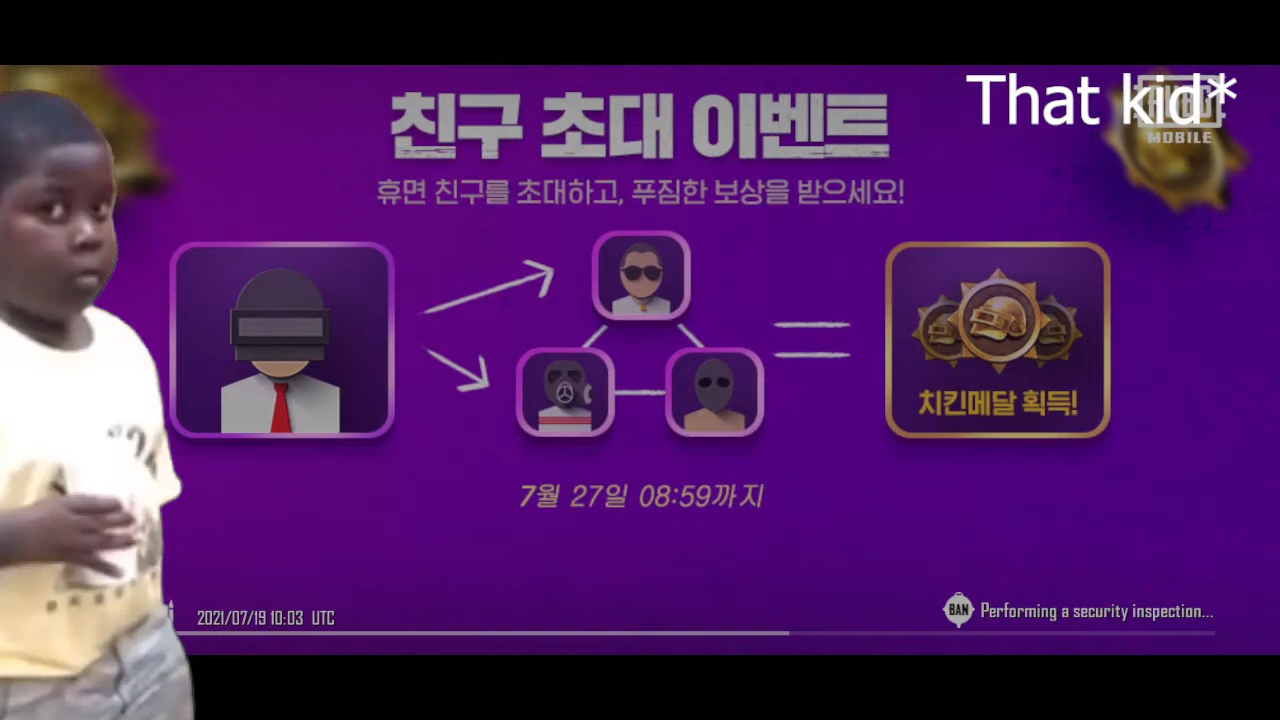 That kid*
PUBG
MOBILE
친구 초대 이벤트
휴면 친구를 초대하고, 푸짐한 보상을 받으세요!
치킨메달 획득!
7월 27일 08:59까지
2021/07/19 10:03 UTC
BAN
Performing a security inspection...